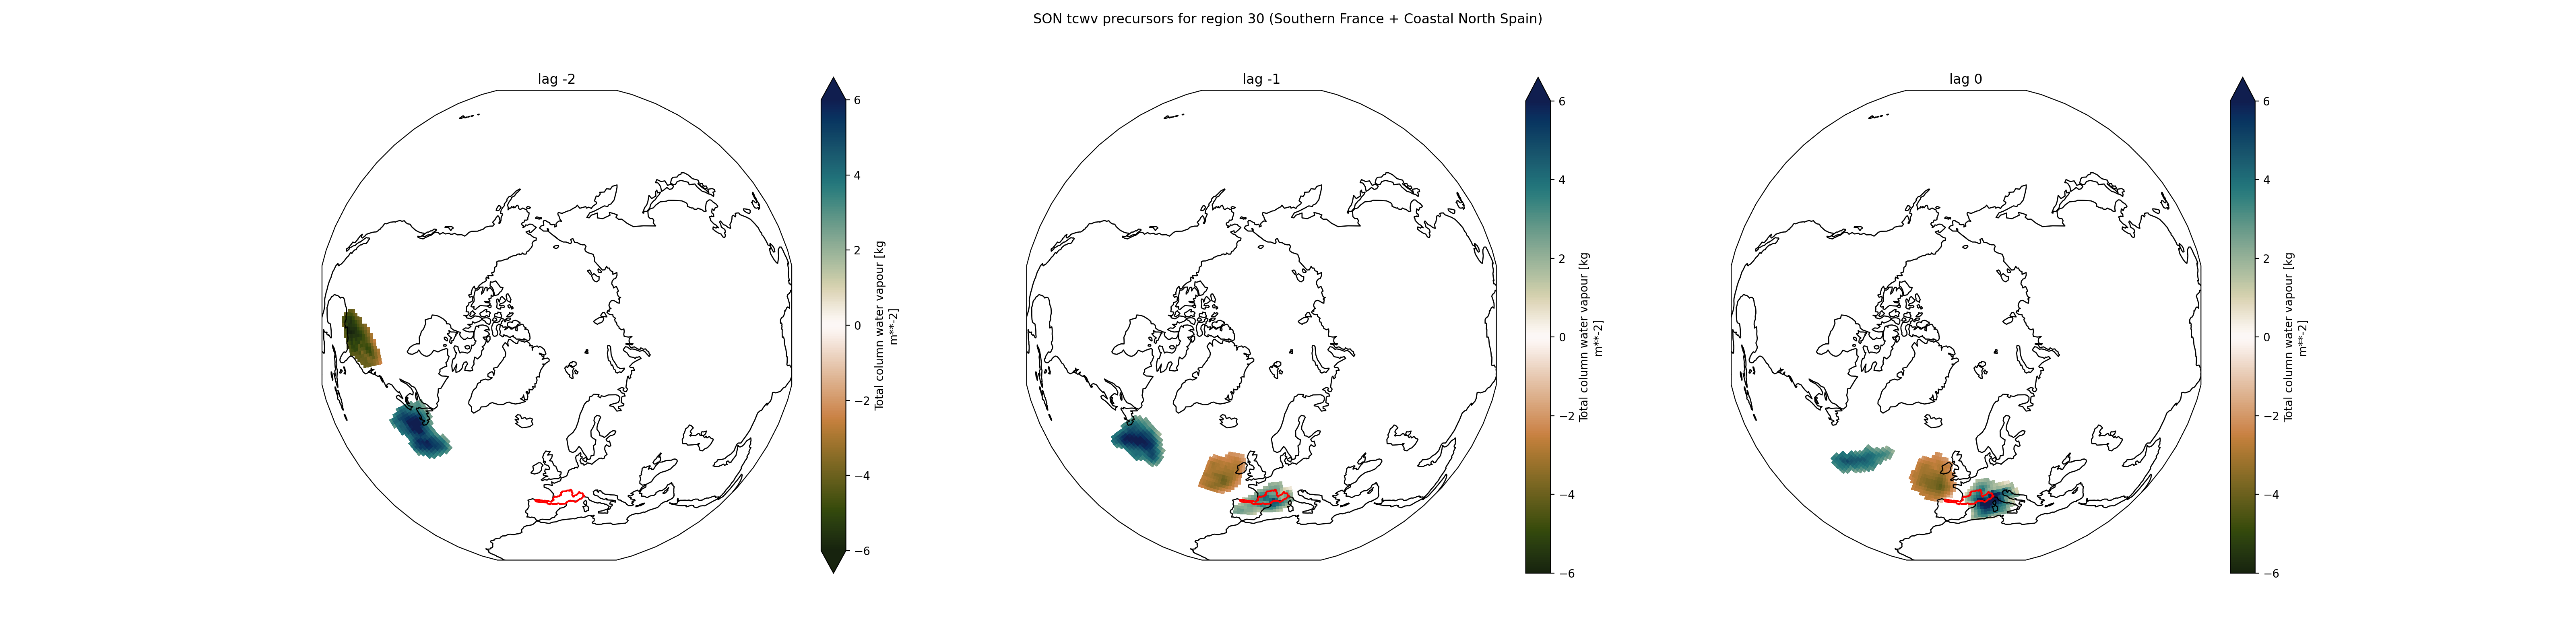 SON tcwv precursors for region 30 (Southern France + Coastal North Spain)
lag -2
6
4
2
0
−2
−4
−6
Total column water vapour [kg
m**-2]
lag -1
6
4
2
0
−2
−4
−6
Total column water vapour [kg
m**-2]
lag 0
6
4
2
0
−2
−4
−6
Total column water vapour [kg
m**-2]